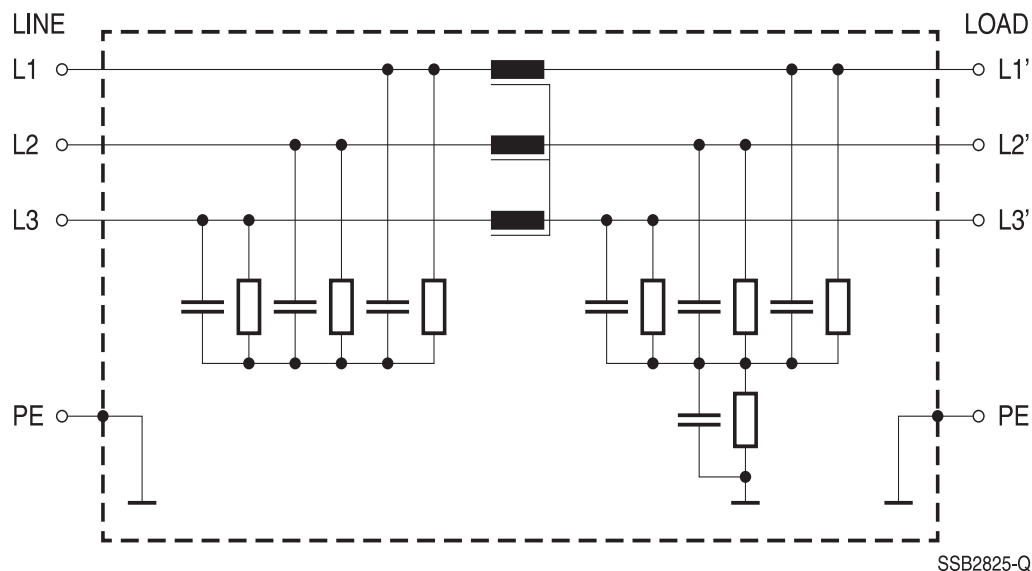 LINE LOAD
L1 L1'
L2 L2'
L3 L3'
PE PE
SSB2825-Q